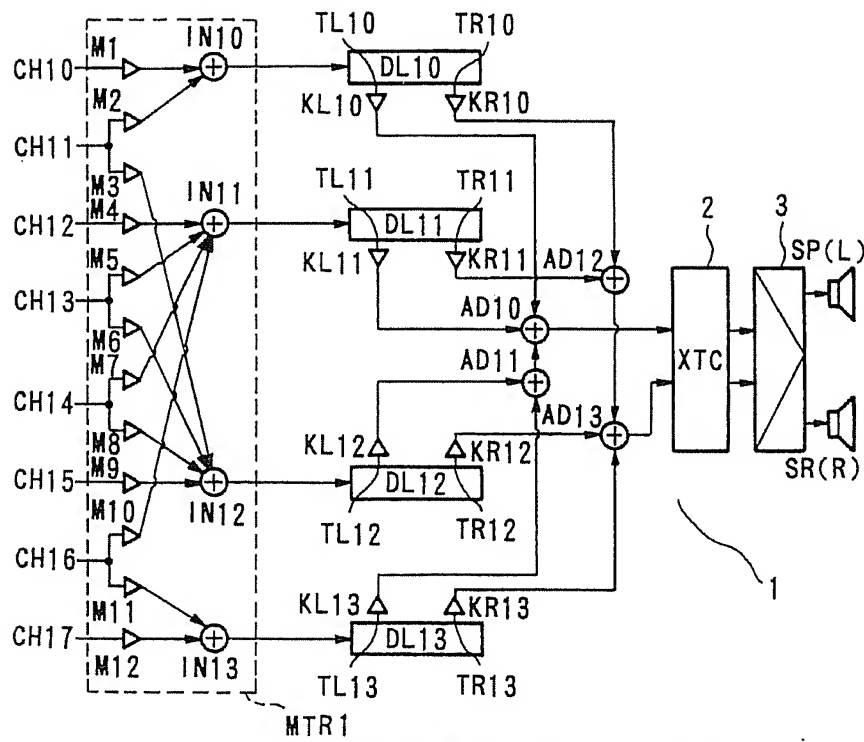 TL10 TR10
M1 IN10
CH10 DL10
M2 KL10 KR10
CH11
M3 IN11 TL11 TR11
M4
CH12 DL11 2 3
M5 KL11 KR11 AD12 SP(L)
CH13 AD10
M6
M7 AD11 XTC
CH14 AD13
M8 KL12 KR12
M9
CH15 DL12 SR(R)
M10 IN12
TL12 TR12
CH16
KL13 KR13 1
M11
CH17 DL13
M12 IN13
TL13 TR13
MTR1